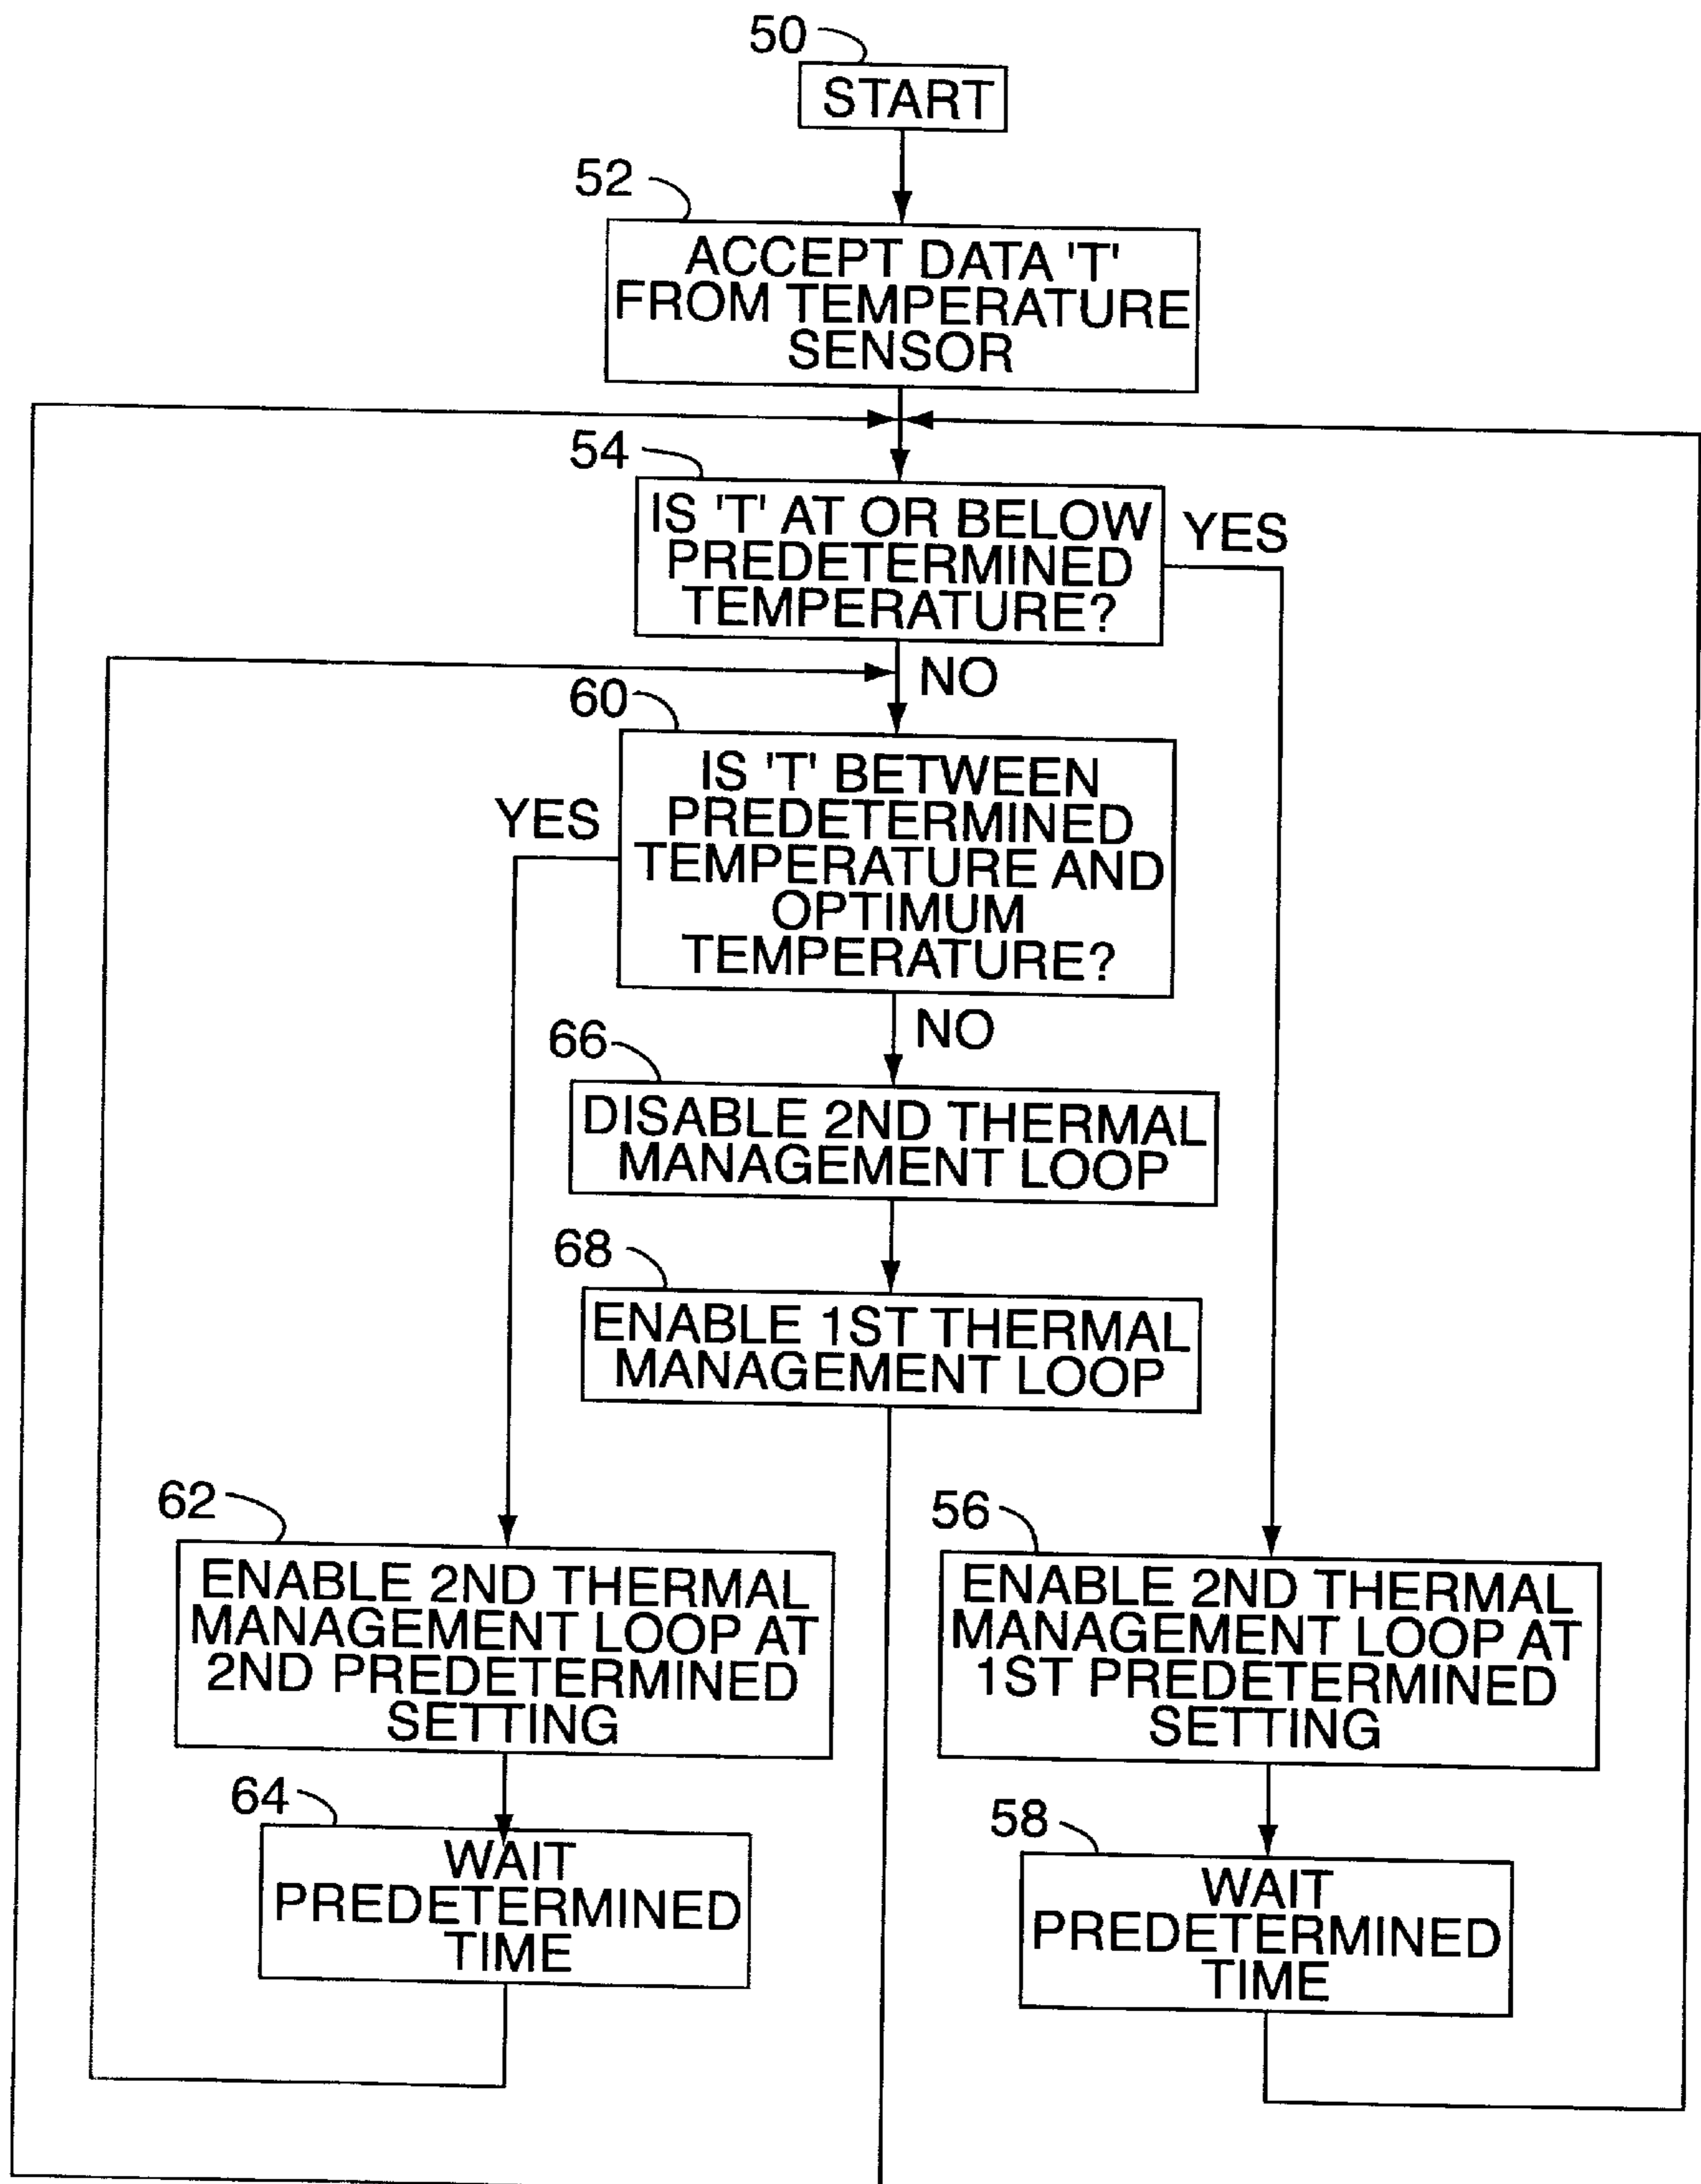 50
START
52
ACCEPT DATA 'T'
FROM TEMPERATURE
SENSOR
54
IS 'T' AT OR BELOW
PREDETERMINED
TEMPERATURE?
YES
NO
60
IS 'T' BETWEEN
PREDETERMINED
TEMPERATURE AND
OPTIMUM
TEMPERATURE?
YES
NO
66
DISABLE 2ND THERMAL
MANAGEMENT LOOP
68
ENABLE 1ST THERMAL
MANAGEMENT LOOP
62
ENABLE 2ND THERMAL
MANAGEMENT LOOP AT
2ND PREDETERMINED
SETTING
56
ENABLE 2ND THERMAL
MANAGEMENT LOOP AT
1ST PREDETERMINED
SETTING
64
WAIT
PREDETERMINED
TIME
58
WAIT
PREDETERMINED
TIME